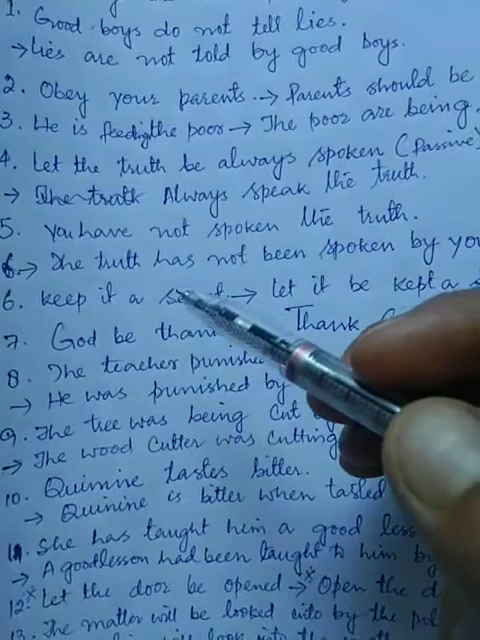 1. Good boys do not tell lies.
→ Lies are not told by good boys.
2. Obey your parents. → Parents should be
3. He is feeding the poor → The poor are being
4. Let the truth be always spoken (Passive)
→ Always speak the truth.
5. You have not spoken the truth.
→ The truth has not been spoken by you
6. keep it a → let it be kept a
7. God be Thank
8. The teacher punished
→ He was punished by
9. The tree was being cut
→ The wood cutter was cutting
10. Quinine tastes bitter.
→ Quinine is bitter when tasted
11. She has taught him a good
→ A good lesson had been taught to him
12. Let the door be opened → Open the
13. The matter will be looked into by the